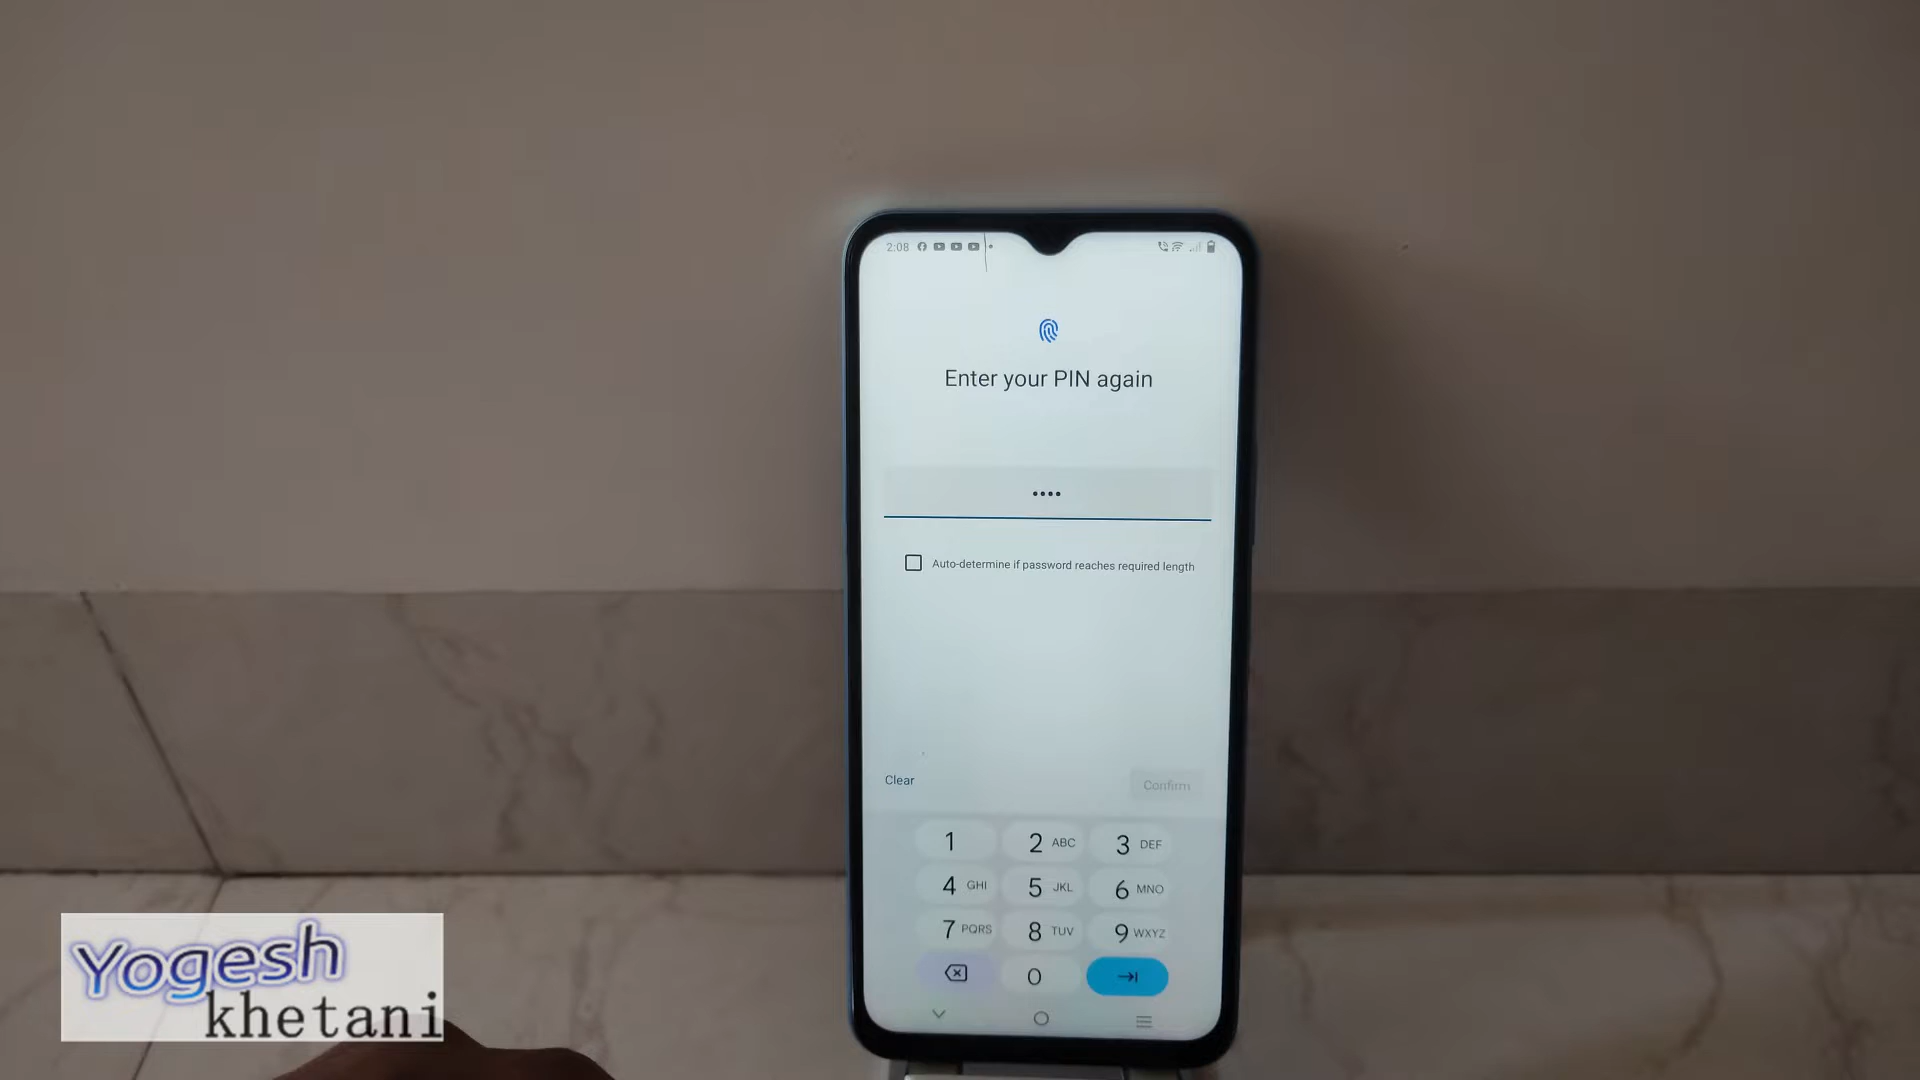 2:08
Enter your PIN again
••••
Auto-determine if password reaches required length
Clear
Confirm
1
2 ABC
3 DEF
4 GHI
5 JKL
6 MNO
7 PQRS
8 TUV
9 WXYZ
0
Yogesh
khetani